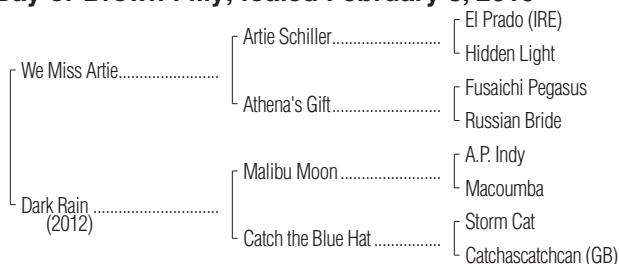 El Prado (IRE)
Artie Schiller
Hidden Light
We Miss Artie
Fusaichi Pegasus
Athena's Gift
Russian Bride
A.P. Indy
Malibu Moon
Macoumba
Dark Rain
(2012)
Storm Cat
Catch the Blue Hat
Catchascatchcan (GB)